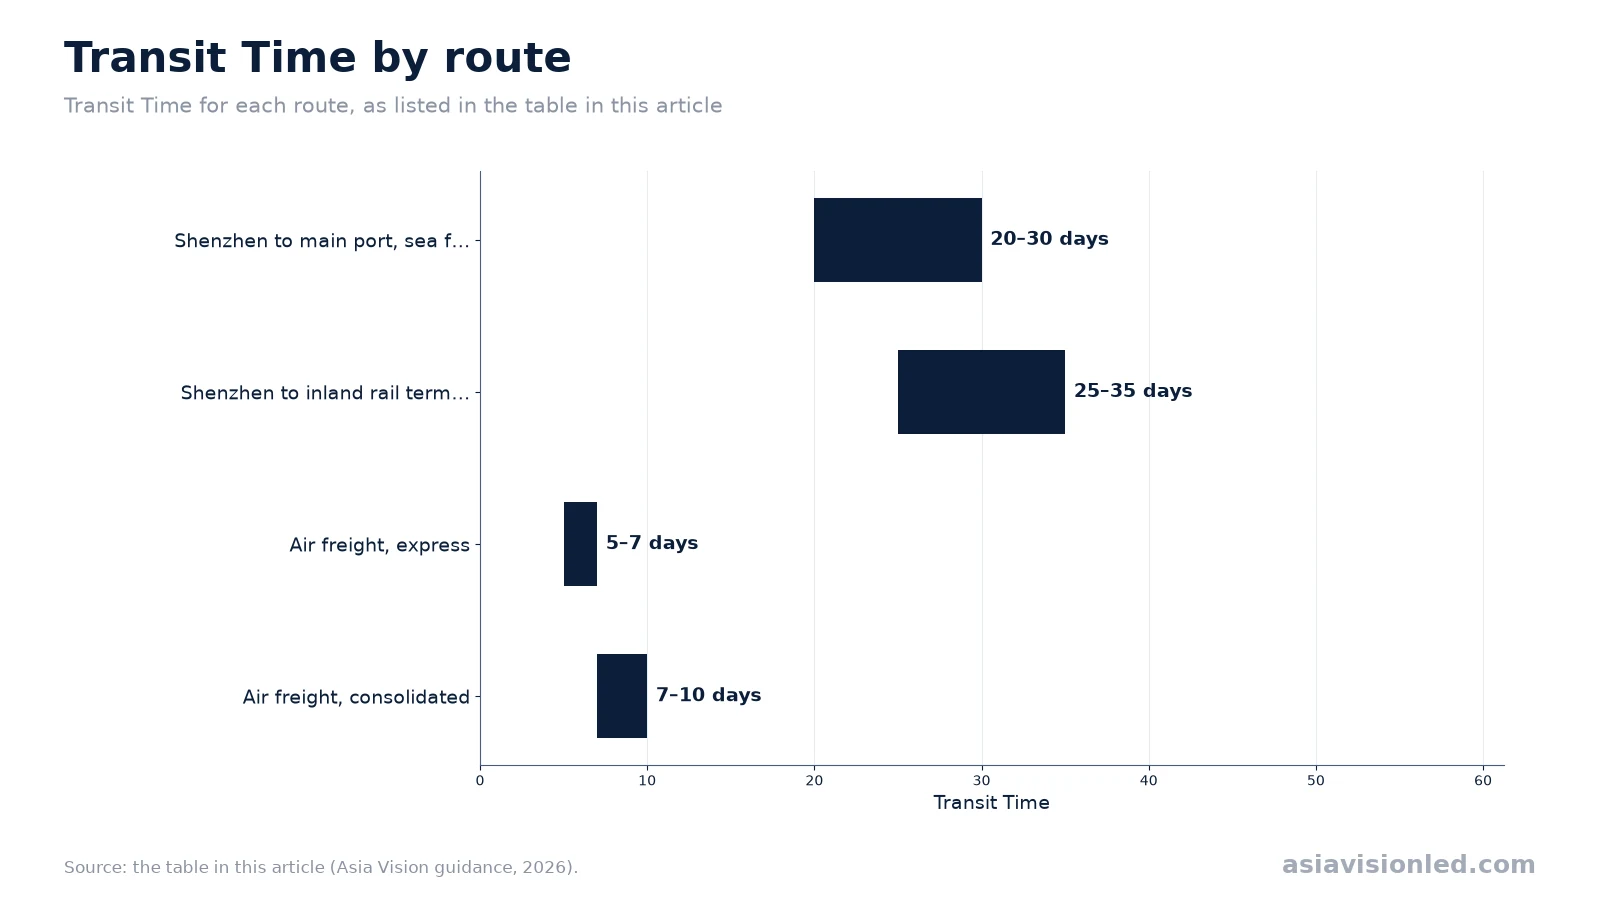 Transit Time by route
Transit Time for each route, as listed in the table in this article
Shenzhen to main port, sea f…
20–30 days
Shenzhen to inland rail term…
25–35 days
Air freight, express
5–7 days
Air freight, consolidated
7–10 days
0 10 20 30 40 50 60
Transit Time
Source: the table in this article (Asia Vision guidance, 2026).
asiavisionled.com